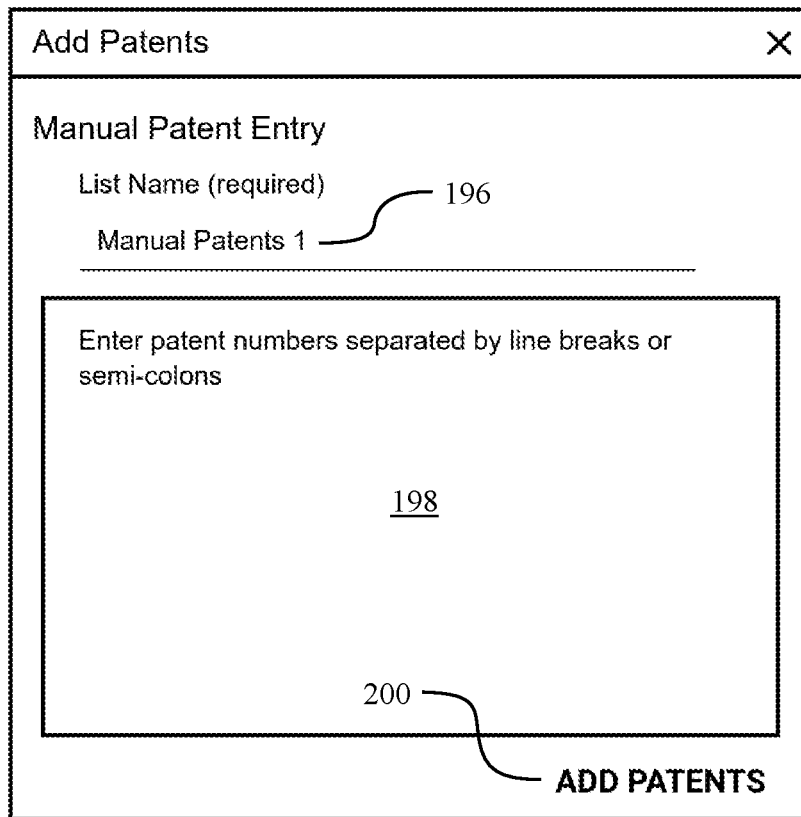 Add Patents ×
Manual Patent Entry
List Name (required)
196
Manual Patents 1
Enter patent numbers separated by line breaks or
semi-colons
198
200
ADD PATENTS